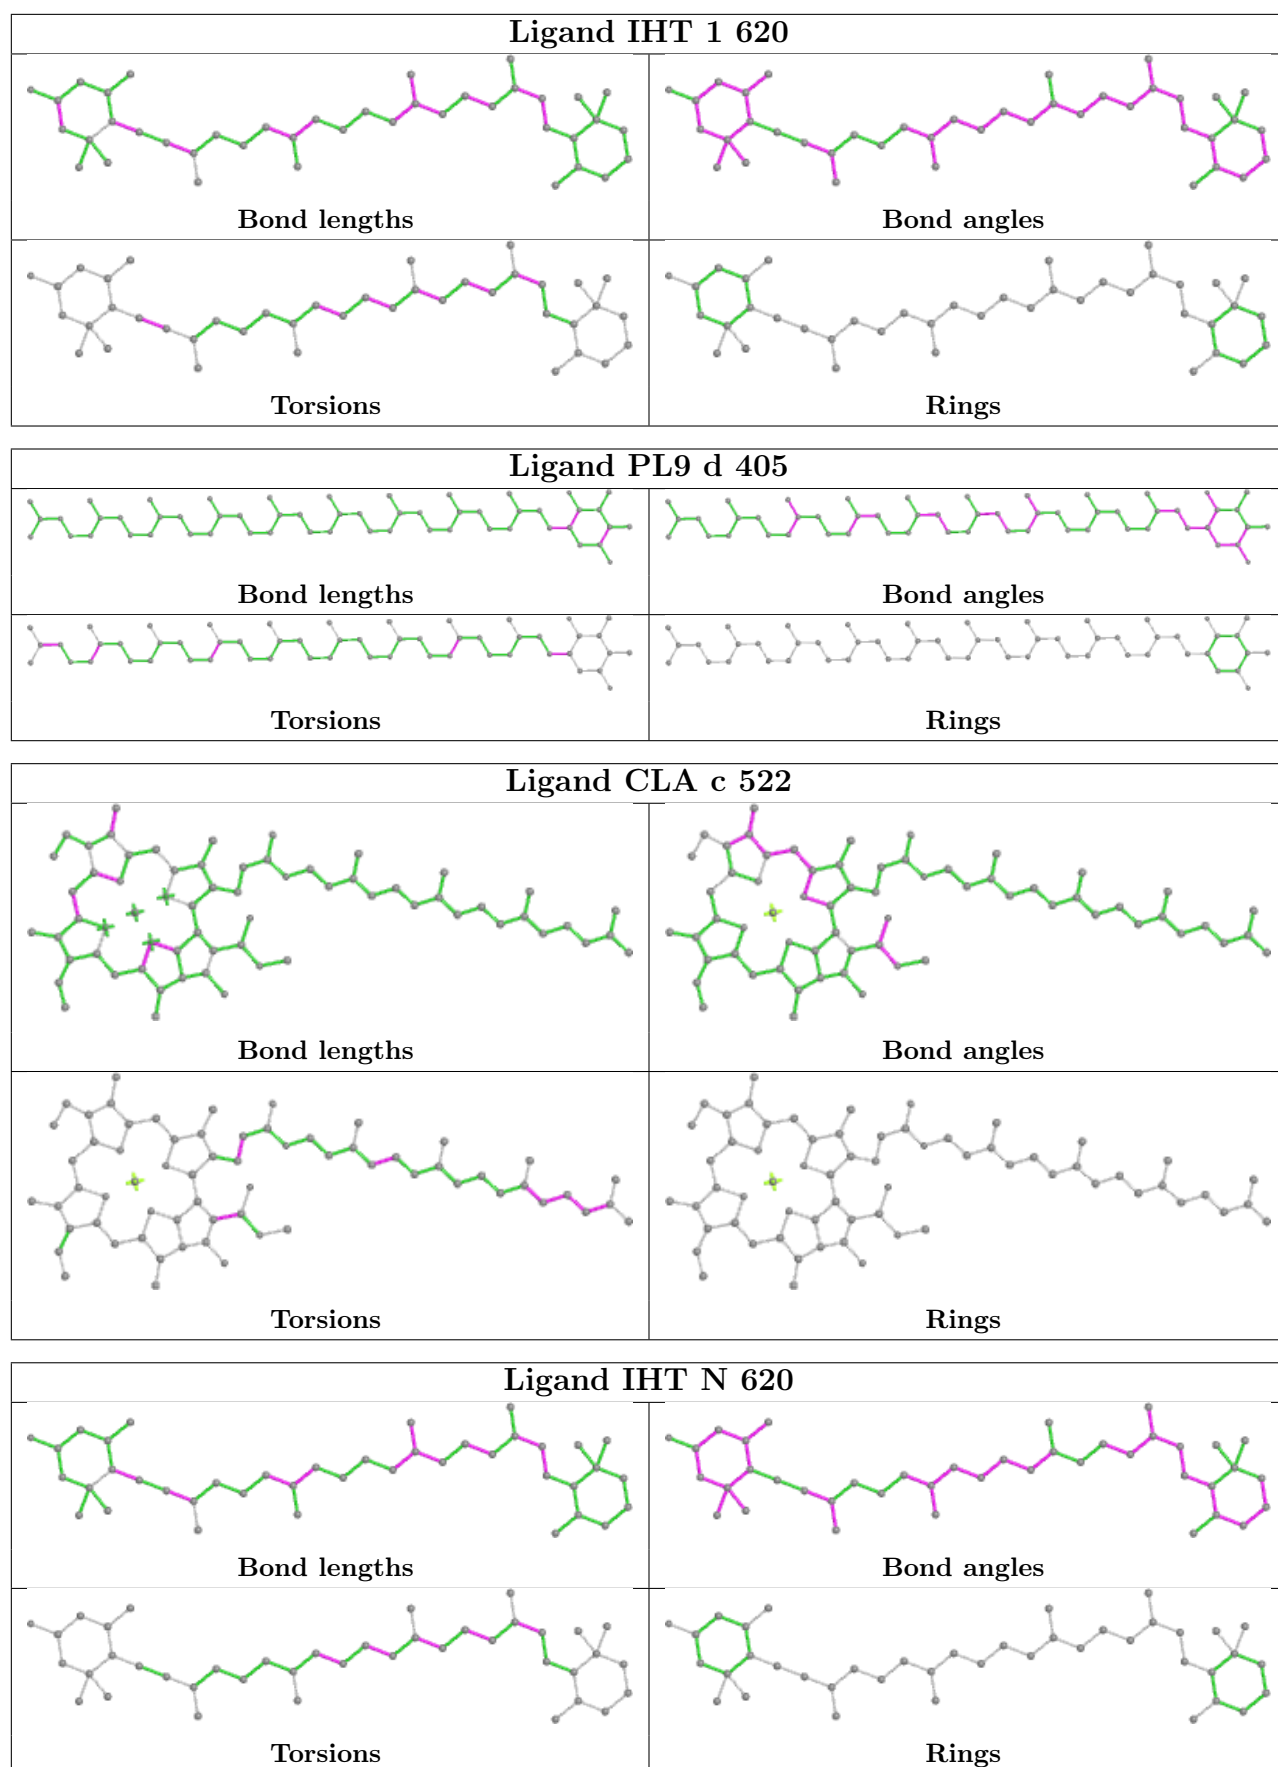 Ligand IHT 1 620
Bond lengths
Bond angles
Torsions
Rings
Ligand PL9 d 405
Bond lengths
Bond angles
Torsions
Rings
Ligand CLA c 522
Bond lengths
Bond angles
Torsions
Rings
Ligand IHT N 620
Bond lengths
Bond angles
Torsions
Rings